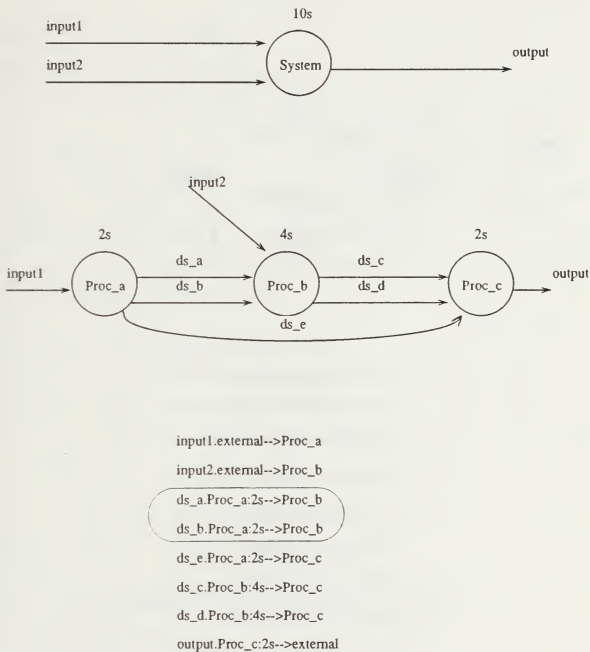 10s
input1
input2
System
output
input2
2s
4s
2s
ds_a
ds_c
input1
Proc_a
ds_b
Proc_b
ds_d
Proc_c
output
ds_e
input1.external-->Proc_a
input2.external-->Proc_b
ds_a.Proc_a:2s-->Proc_b
ds_b.Proc_a:2s-->Proc_b
ds_e.Proc_a:2s-->Proc_c
ds_c.Proc_b:4s-->Proc_c
ds_d.Proc_b:4s-->Proc_c
output.Proc_c:2s-->external